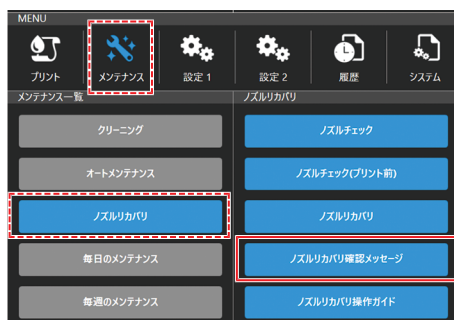 MENU
プリント
メンテナンス
設定 1
設定 2
履歴
システム
メンテナンス一覧
ノズルリカバリ
クリーニング
ノズルチェック
オートメンテナンス
ノズルチェック(プリント前)
ノズルリカバリ
ノズルリカバリ
毎日のメンテナンス
ノズルリカバリ確認メッセージ
毎週のメンテナンス
ノズルリカバリ操作ガイド